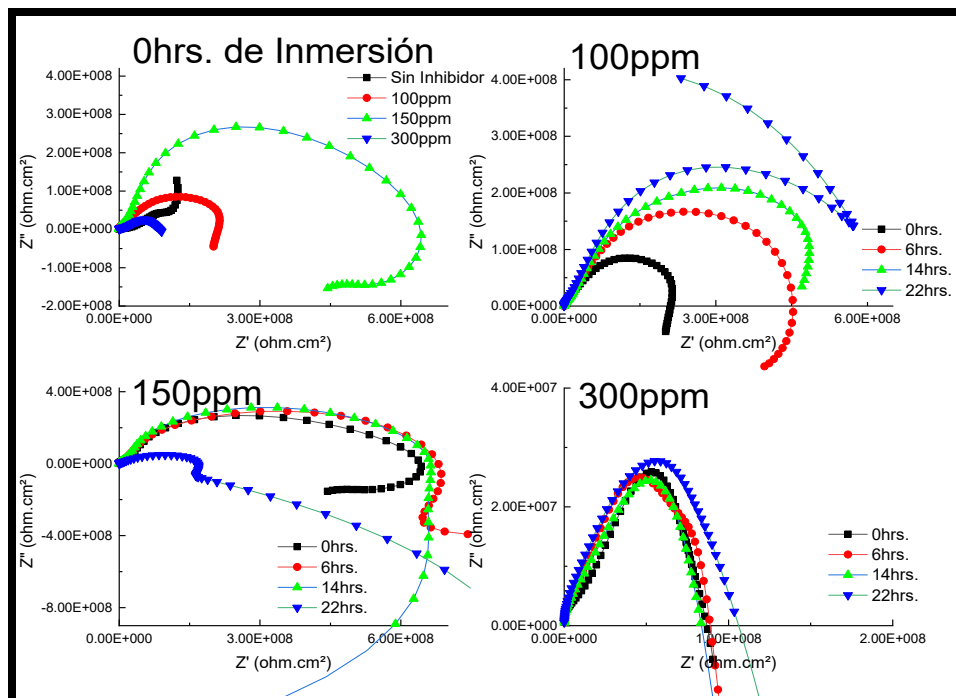 0hrs. de Inmersión
4.00E+008
3.00E+008
2.00E+008
1.00E+008
0.00E+000
-1.00E+008
-2.00E+008
0.00E+000
3.00E+008
6.00E+008
Z'' (ohm.cm²)
Z' (ohm.cm²)
Sin Inhibidor
100ppm
150ppm
300ppm
100ppm
4.00E+008
3.00E+008
2.00E+008
1.00E+008
0.00E+000
0.00E+000
3.00E+008
6.00E+008
Z'' (ohm.cm²)
Z' (ohm.cm²)
0hrs.
6hrs.
14hrs.
22hrs.
150ppm
4.00E+008
0.00E+000
-4.00E+008
-8.00E+008
0.00E+000
3.00E+008
6.00E+008
Z'' (ohm.cm²)
Z' (ohm.cm²)
0hrs.
6hrs.
14hrs.
22hrs.
300ppm
4.00E+007
2.00E+007
0.00E+000
0.00E+000
1.00E+008
2.00E+008
Z'' (ohm.cm²)
Z' (ohm.cm²)
0hrs.
6hrs.
14hrs.
22hrs.